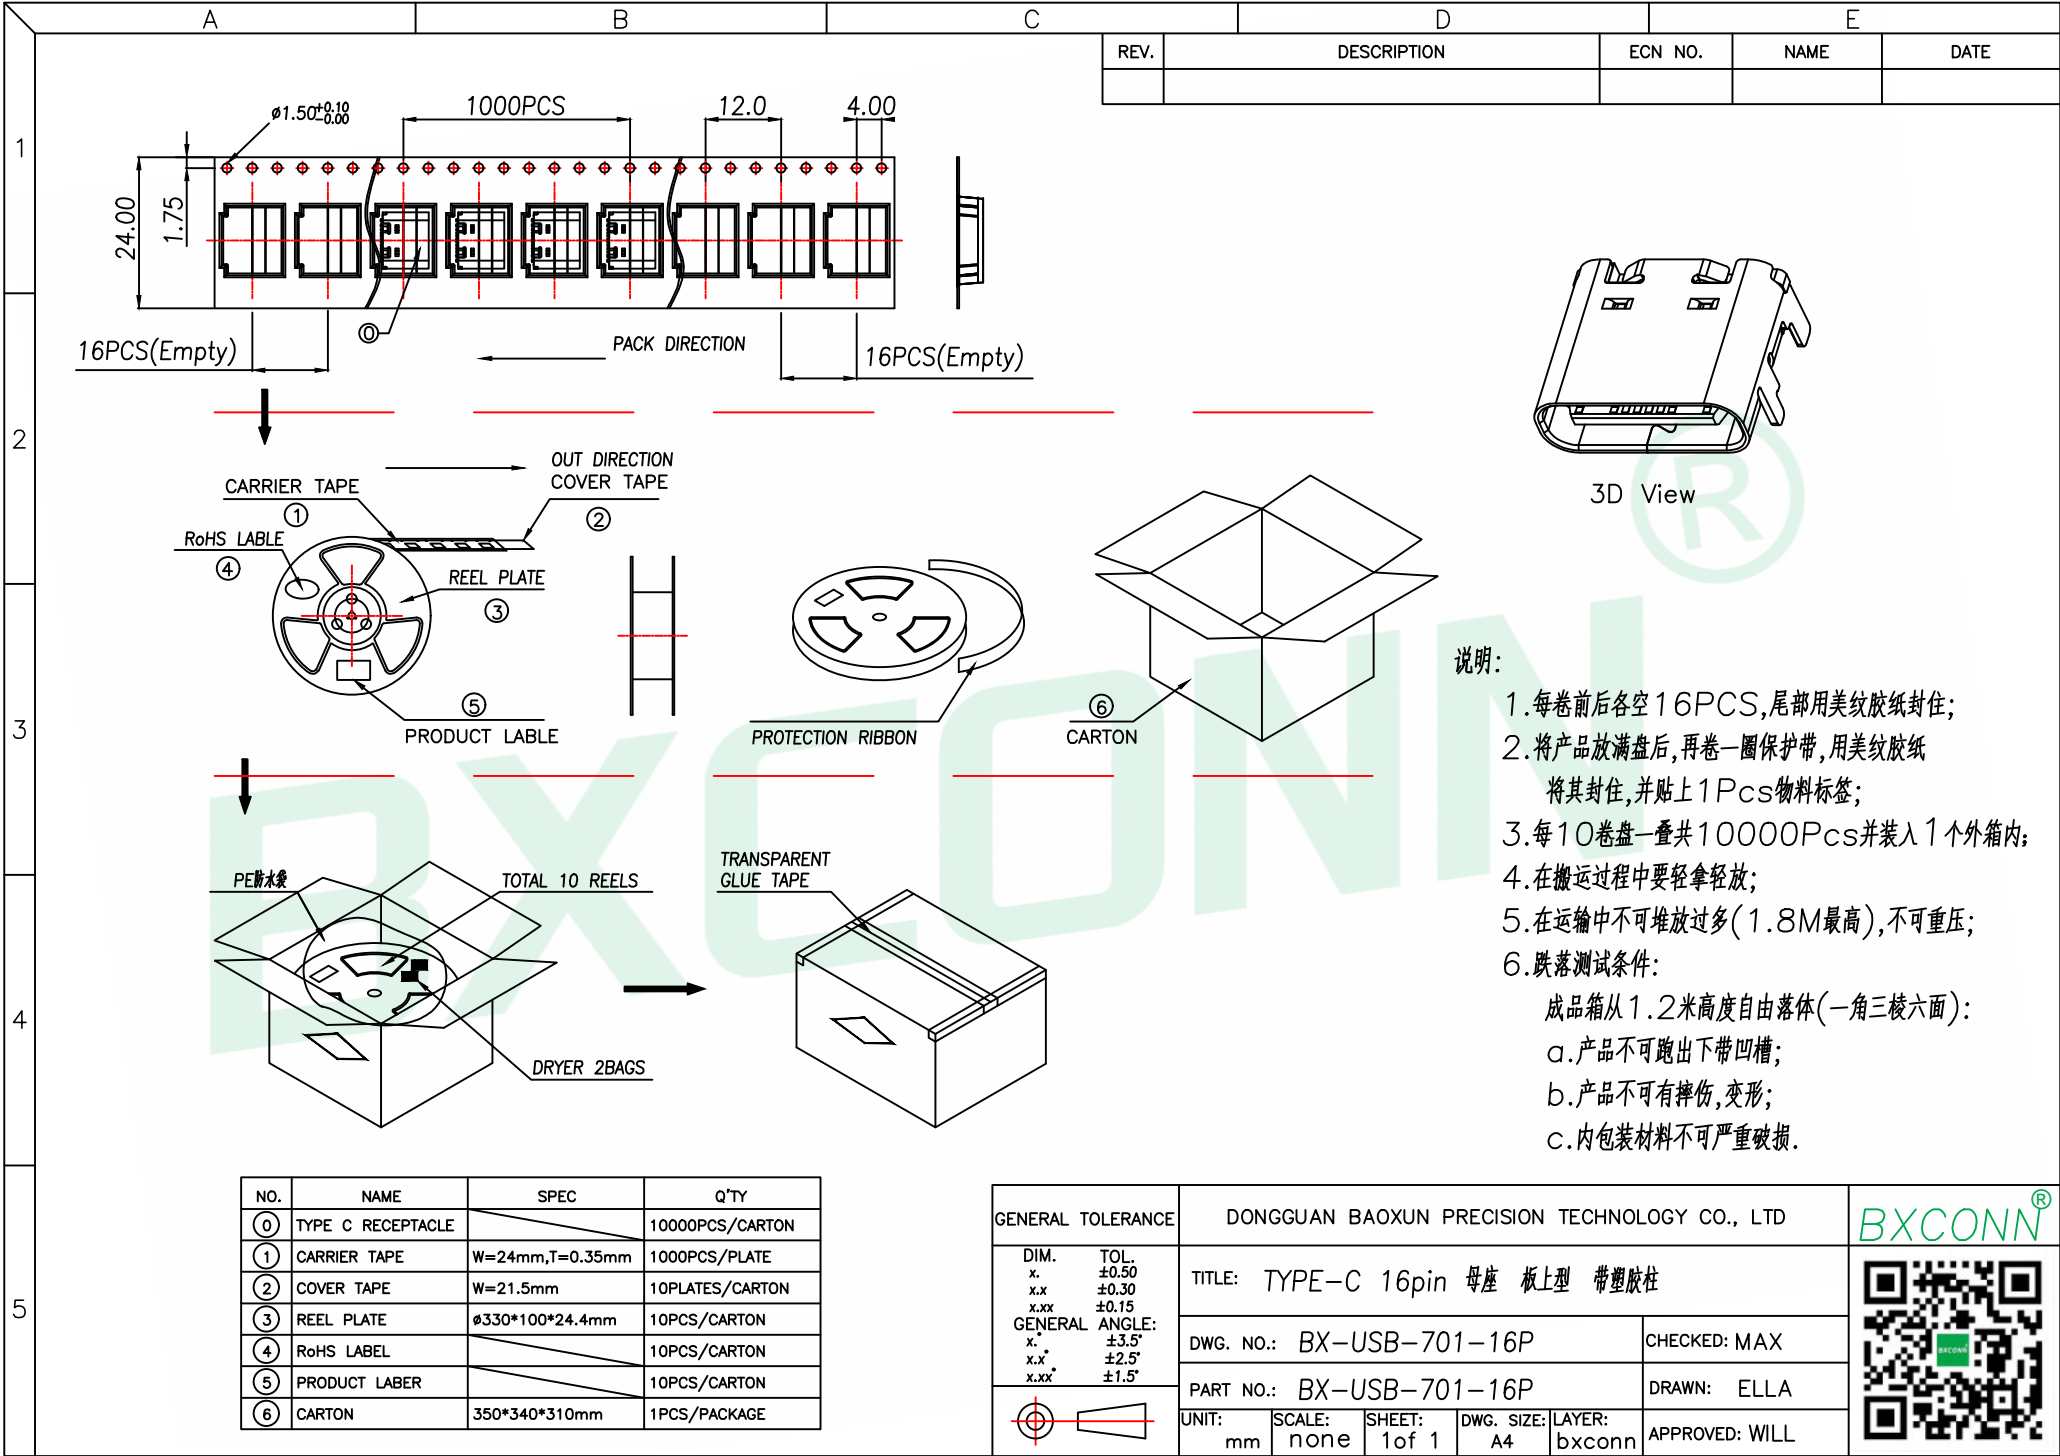 A B C D E
REV. DESCRIPTION ECN NO. NAME DATE
1
2
3
4
5
ø1.50+0.10 -0.00
1000PCS
12.0
4.00
24.00
1.75
0
16PCS(Empty)
PACK DIRECTION
16PCS(Empty)
3D View
OUT DIRECTION
COVER TAPE
2
CARRIER TAPE
1
RoHS LABLE
4
REEL PLATE
3
5
PRODUCT LABLE
PROTECTION RIBBON
6
CARTON
说明:
1.每卷前后各空16PCS,尾部用美纹胶纸封住;
2.将产品放满盘后,再卷一圈保护带,用美纹胶纸
将其封住,并贴上1Pcs物料标签;
3.每10卷盘一叠共10000Pcs并装入1个外箱内;
4.在搬运过程中要轻拿轻放;
5.在运输中不可堆放过多(1.8M最高),不可重压;
6.跌落测试条件:
成品箱从1.2米高度自由落体(一角三棱六面):
a.产品不可跑出下带凹槽;
b.产品不可有摔伤,变形;
c.内包装材料不可严重破损.
PE防水袋
TOTAL 10 REELS
DRYER 2BAGS
TRANSPARENT
GLUE TAPE
BXCONN®
NO. NAME SPEC Q'TY
0 TYPE C RECEPTACLE 10000PCS/CARTON
1 CARRIER TAPE W=24mm,T=0.35mm 1000PCS/PLATE
2 COVER TAPE W=21.5mm 10PLATES/CARTON
3 REEL PLATE ø330*100*24.4mm 10PCS/CARTON
4 RoHS LABEL 10PCS/CARTON
5 PRODUCT LABER 10PCS/CARTON
6 CARTON 350*340*310mm 1PCS/PACKAGE
GENERAL TOLERANCE
DIM. TOL.
x. ±0.50
x.x ±0.30
x.xx ±0.15
GENERAL ANGLE:
x.° ±3.5°
x.x° ±2.5°
x.xx° ±1.5°
DONGGUAN BAOXUN PRECISION TECHNOLOGY CO., LTD
TITLE: TYPE-C 16pin 母座 板上型 带塑胶柱
DWG. NO.: BX-USB-701-16P
CHECKED: MAX
PART NO.: BX-USB-701-16P
DRAWN: ELLA
UNIT: mm
SCALE: none
SHEET: 1of 1
DWG. SIZE: A4
LAYER: bxconn
APPROVED: WILL
BXCONN®
BXCONN